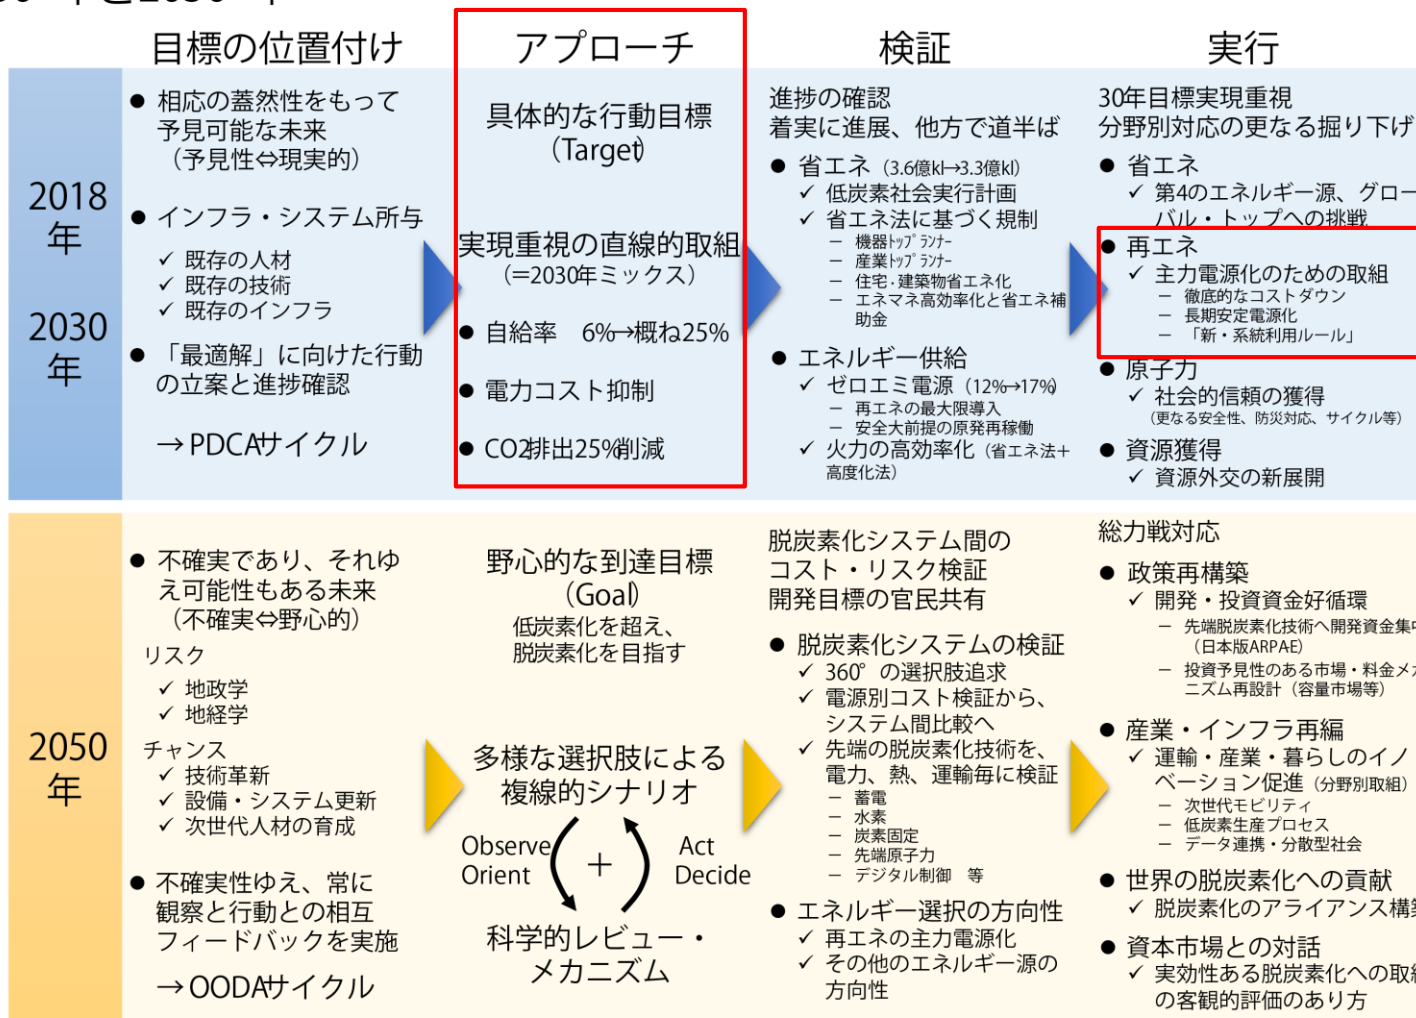 目標の位置付け
アプローチ
検証
実行
2018
年
2030
年
● 相応の蓋然性をもって
予見可能な未来
（予見性⇔現実的）
● インフラ・システム所与
✓ 既存の人材
✓ 既存の技術
✓ 既存のインフラ
● 「最適解」に向けた行動
の立案と進捗確認
→PDCAサイクル
具体的な行動目標
（Target）
実現重視の直線的取組
（＝2030年ミックス）
● 自給率 6%→概ね25%
● 電力コスト抑制
● CO2排出25%削減
進捗の確認
着実に進展、他方で道半ば
● 省エネ（3.6億kl→3.3億kl）
✓ 低炭素社会実行計画
✓ 省エネ法に基づく規制
－ 機器ﾄｯﾌﾟﾗﾝﾅｰ
－ 産業ﾄｯﾌﾟﾗﾝﾅｰ
－ 住宅・建築物省エネ化
－ エネマネ高効率化と省エネ補
助金
● エネルギー供給
✓ ゼロエミ電源（12%→17%）
－ 再エネの最大限導入
－ 安全大前提の原発再稼働
✓ 火力の高効率化（省エネ法＋
高度化法）
30年目標実現重視
分野別対応の更なる掘り下げ
● 省エネ
✓ 第4のエネルギー源、グロー
バル・トップへの挑戦
● 再エネ
✓ 主力電源化のための取組
－ 徹底的なコストダウン
－ 長期安定電源化
－ 「新・系統利用ルール」
● 原子力
✓ 社会的信頼の獲得
（更なる安全性、防災対応、サイクル等）
● 資源獲得
✓ 資源外交の新展開
2050
年
● 不確実であり、それゆ
え可能性もある未来
（不確実⇔野心的）
リスク
✓ 地政学
✓ 地経学
チャンス
✓ 技術革新
✓ 設備・システム更新
✓ 次世代人材の育成
● 不確実性ゆえ、常に
観察と行動との相互
フィードバックを実施
→OODAサイクル
野心的な到達目標
（Goal）
低炭素化を超え、
脱炭素化を目指す
多様な選択肢による
複線的シナリオ
Observe
Orient
＋
Act
Decide
科学的レビュー・
メカニズム
脱炭素化システム間の
コスト・リスク検証
開発目標の官民共有
● 脱炭素化システムの検証
✓ 360°の選択肢追求
✓ 電源別コスト検証から、
システム間比較へ
✓ 先端の脱炭素化技術を、
電力、熱、運輸毎に検証
－ 蓄電
－ 水素
－ 炭素固定
－ 先端原子力
－ デジタル制御 等
● エネルギー選択の方向性
✓ 再エネの主力電源化
✓ その他のエネルギー源の
方向性
総力戦対応
● 政策再構築
✓ 開発・投資資金好循環
－ 先端脱炭素化技術へ開発資金集中
（日本版ARPAE）
－ 投資予見性のある市場・料金メカ
ニズム再設計（容量市場等）
● 産業・インフラ再編
✓ 運輸・産業・暮らしのイノ
ベーション促進（分野別取組）
－ 次世代モビリティ
－ 低炭素生産プロセス
－ データ連携・分散型社会
● 世界の脱炭素化への貢献
✓ 脱炭素化のアライアンス構築
● 資本市場との対話
✓ 実効性ある脱炭素化への取組
の客観的評価のあり方